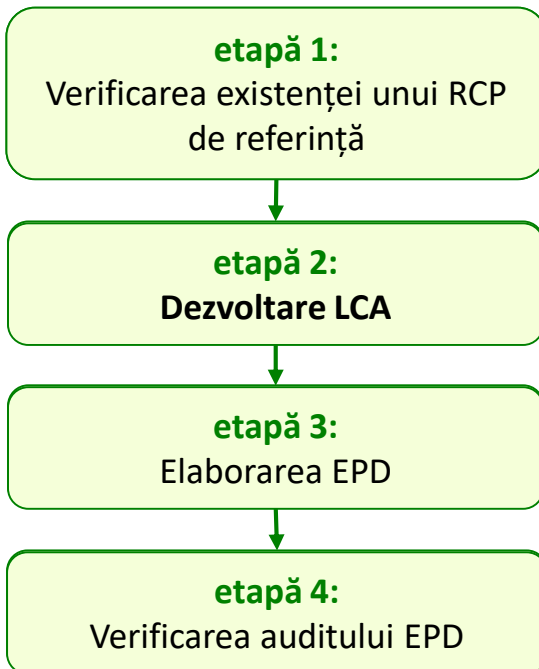 etapă 1:
Verificarea existenței unui RCP
de referință
etapă 2:
Dezvoltare LCA
etapă 3:
Elaborarea EPD
etapă 4:
Verificarea auditului EPD